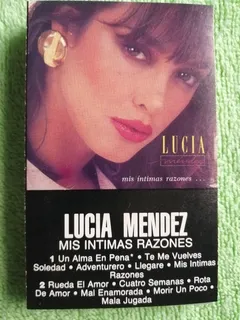 LUCIA
mis intimas razones ...
LUCIA MENDEZ
MIS INTIMAS RAZONES
1 Un Alma En Pena* • Te Me Vuelves
Soledad • Adventurero • Llegare • Mis Intimas
Razones
2 Rueda El Amor • Cuatro Semanas • Rota
De Amor • Mal Enamorada • Morir Un Poco •
Mala Jugada